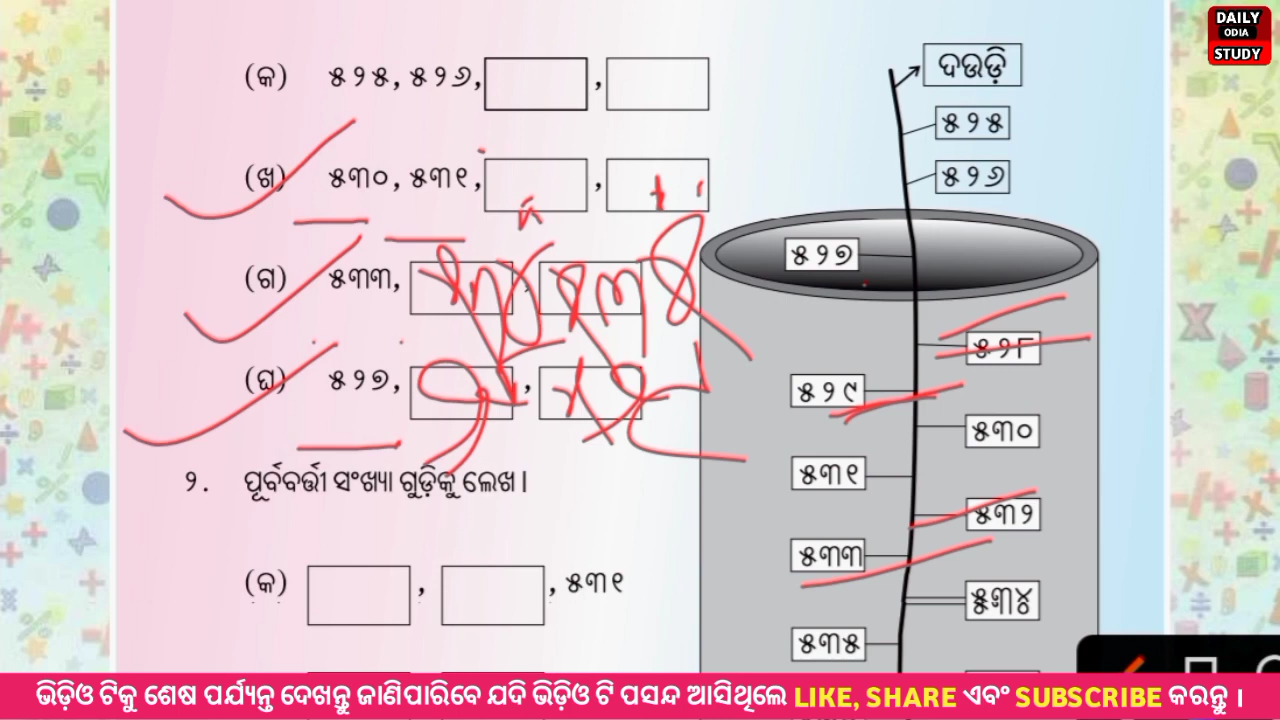 DAILY
ODIA
STUDY
(କ) ୫୨୫, ୫୨୬, ,
(ଖ) ୫୩୦, ୫୩୧, ,
(ଗ) ୫୩୩, ,
(ଘ) ୫୨୭, ,
୨. ପୂର୍ବବର୍ତ୍ତୀ ସଂଖ୍ୟା ଗୁଡ଼ିକୁ ଲେଖ।
(କ) , , ୫୩୧
ଦଉଡ଼ି
୫୨୫
୫୨୬
୫୨୭
୫୨୮
୫୨୯
୫୩୦
୫୩୧
୫୩୨
୫୩୩
୫୩୪
୫୩୫
ଭିଡ଼ିଓ ଟିକୁ ଶେଷ ପର୍ଯ୍ୟନ୍ତ ଦେଖନ୍ତୁ ଜାଣିପାରିବେ ଯଦି ଭିଡ଼ିଓ ଟି ପସନ୍ଦ ଆସିଥିଲେ LIKE, SHARE ଏବଂ SUBSCRIBE କରନ୍ତୁ ।